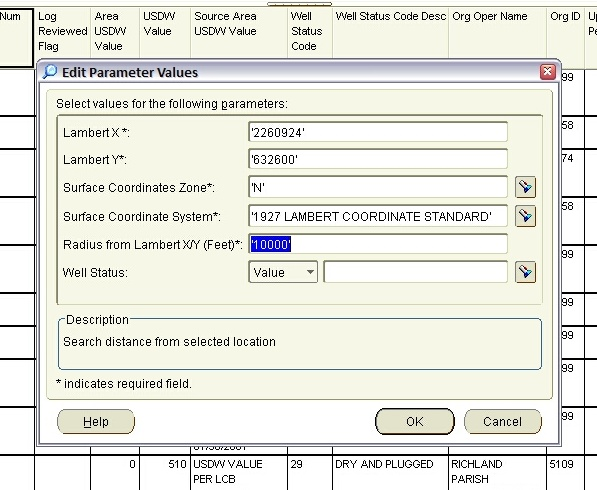 Num Log Area USDW Source Area Well Well Status Code Desc Org Oper Name Org ID
Reviewed USDW Value USDW Value Status
Flag Value Code
Edit Parameter Values
99
Select values for the following parameters:
Lambert X *: '2260924'
58
Lambert Y*: '632600'
74
Surface Coordinates Zone*: 'N'
Surface Coordinate System*: '1927 LAMBERT COORDINATE STANDARD'
58
Radius from Lambert X/Y (Feet)*: '10000'
99
Well Status: Value
99
Description
99
Search distance from selected location
99
* indicates required field.
99
Help OK Cancel
0 510 USDW VALUE 29 DRY AND PLUGGED RICHLAND 5109
PER LCB PARISH